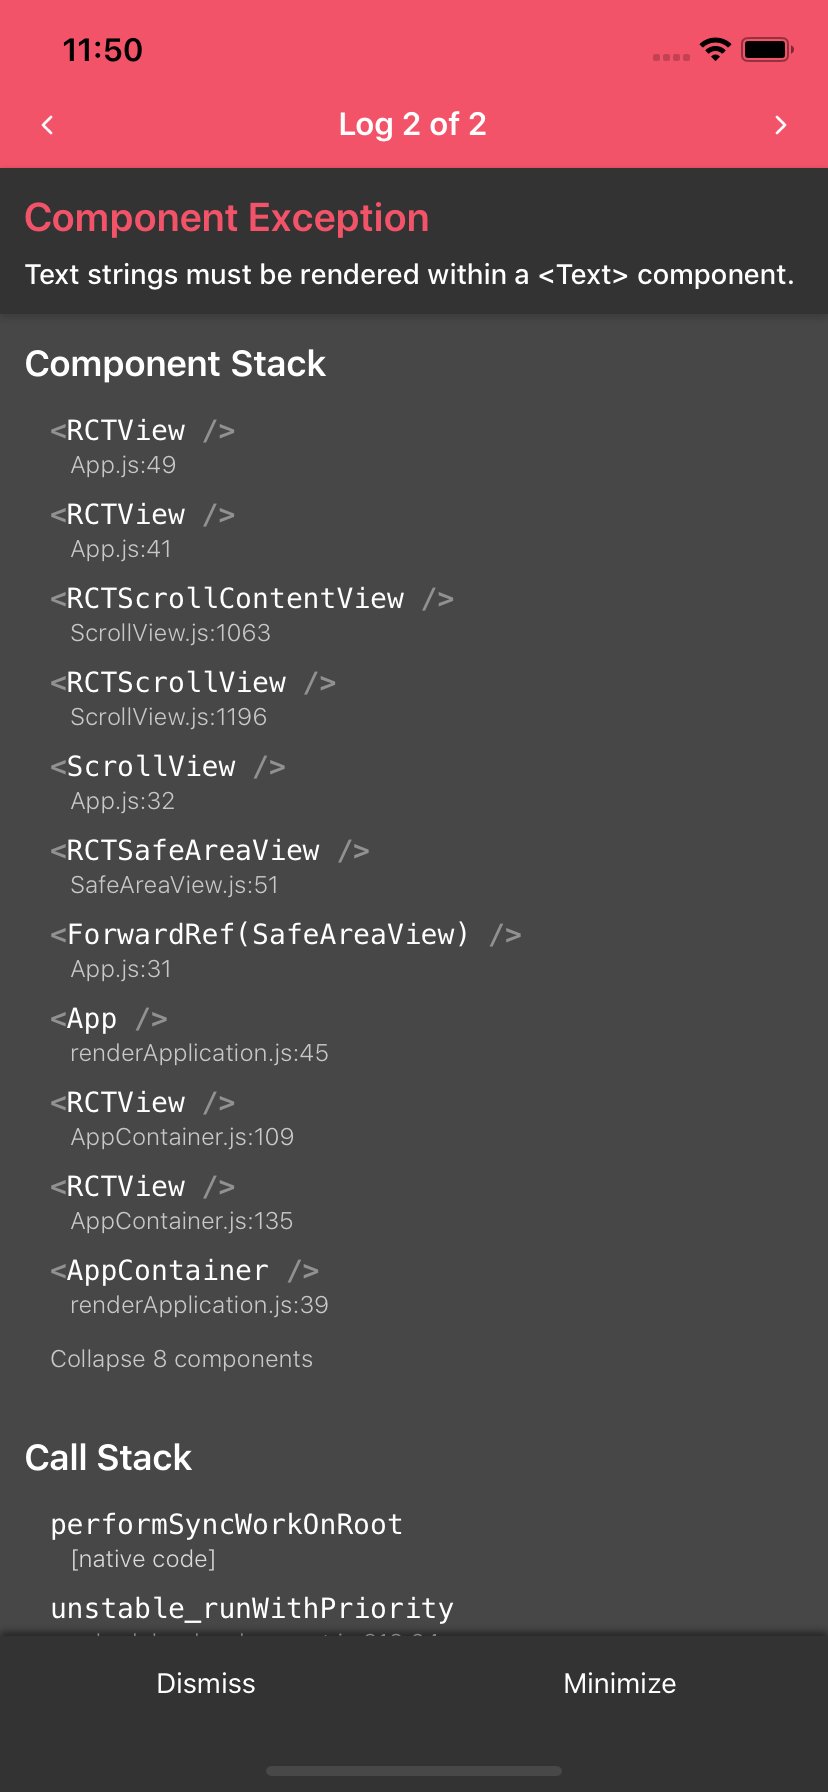 11:50
Log 2 of 2
Component Exception
Text strings must be rendered within a <Text> component.
Component Stack
<RCTView />
App.js:49
<RCTView />
App.js:41
<RCTScrollContentView />
ScrollView.js:1063
<RCTScrollView />
ScrollView.js:1196
<ScrollView />
App.js:32
<RCTSafeAreaView />
SafeAreaView.js:51
<ForwardRef(SafeAreaView) />
App.js:31
<App />
renderApplication.js:45
<RCTView />
AppContainer.js:109
<RCTView />
AppContainer.js:135
<AppContainer />
renderApplication.js:39
Collapse 8 components
Call Stack
performSyncWorkOnRoot
[native code]
unstable_runWithPriority
Dismiss
Minimize